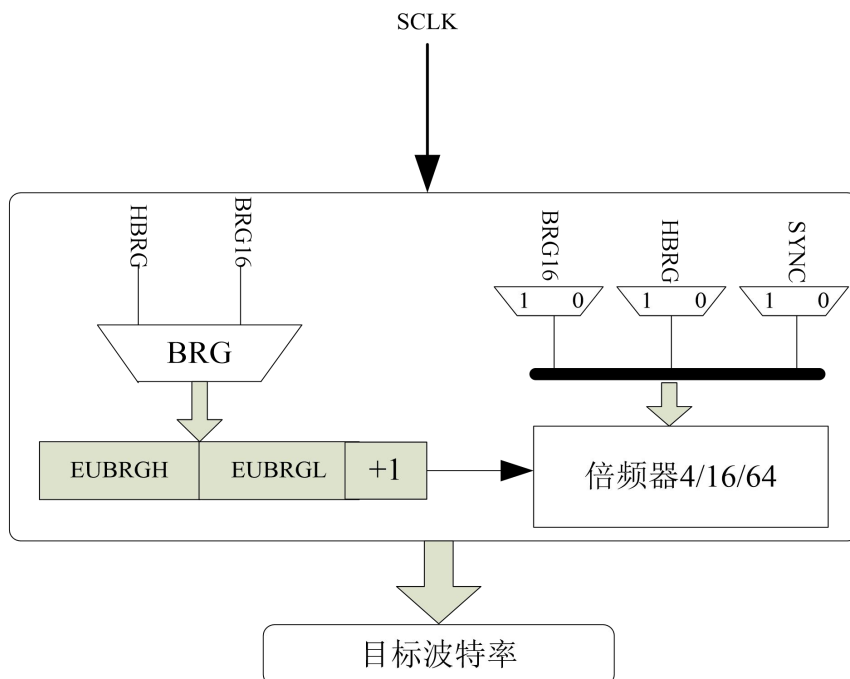 SCLK
HBRG
BRG16
BRG16
HBRG
SYNC
1 0
1 0
1 0
BRG
EUBRGH
EUBRGL
+1
倍频器4/16/64
目标波特率